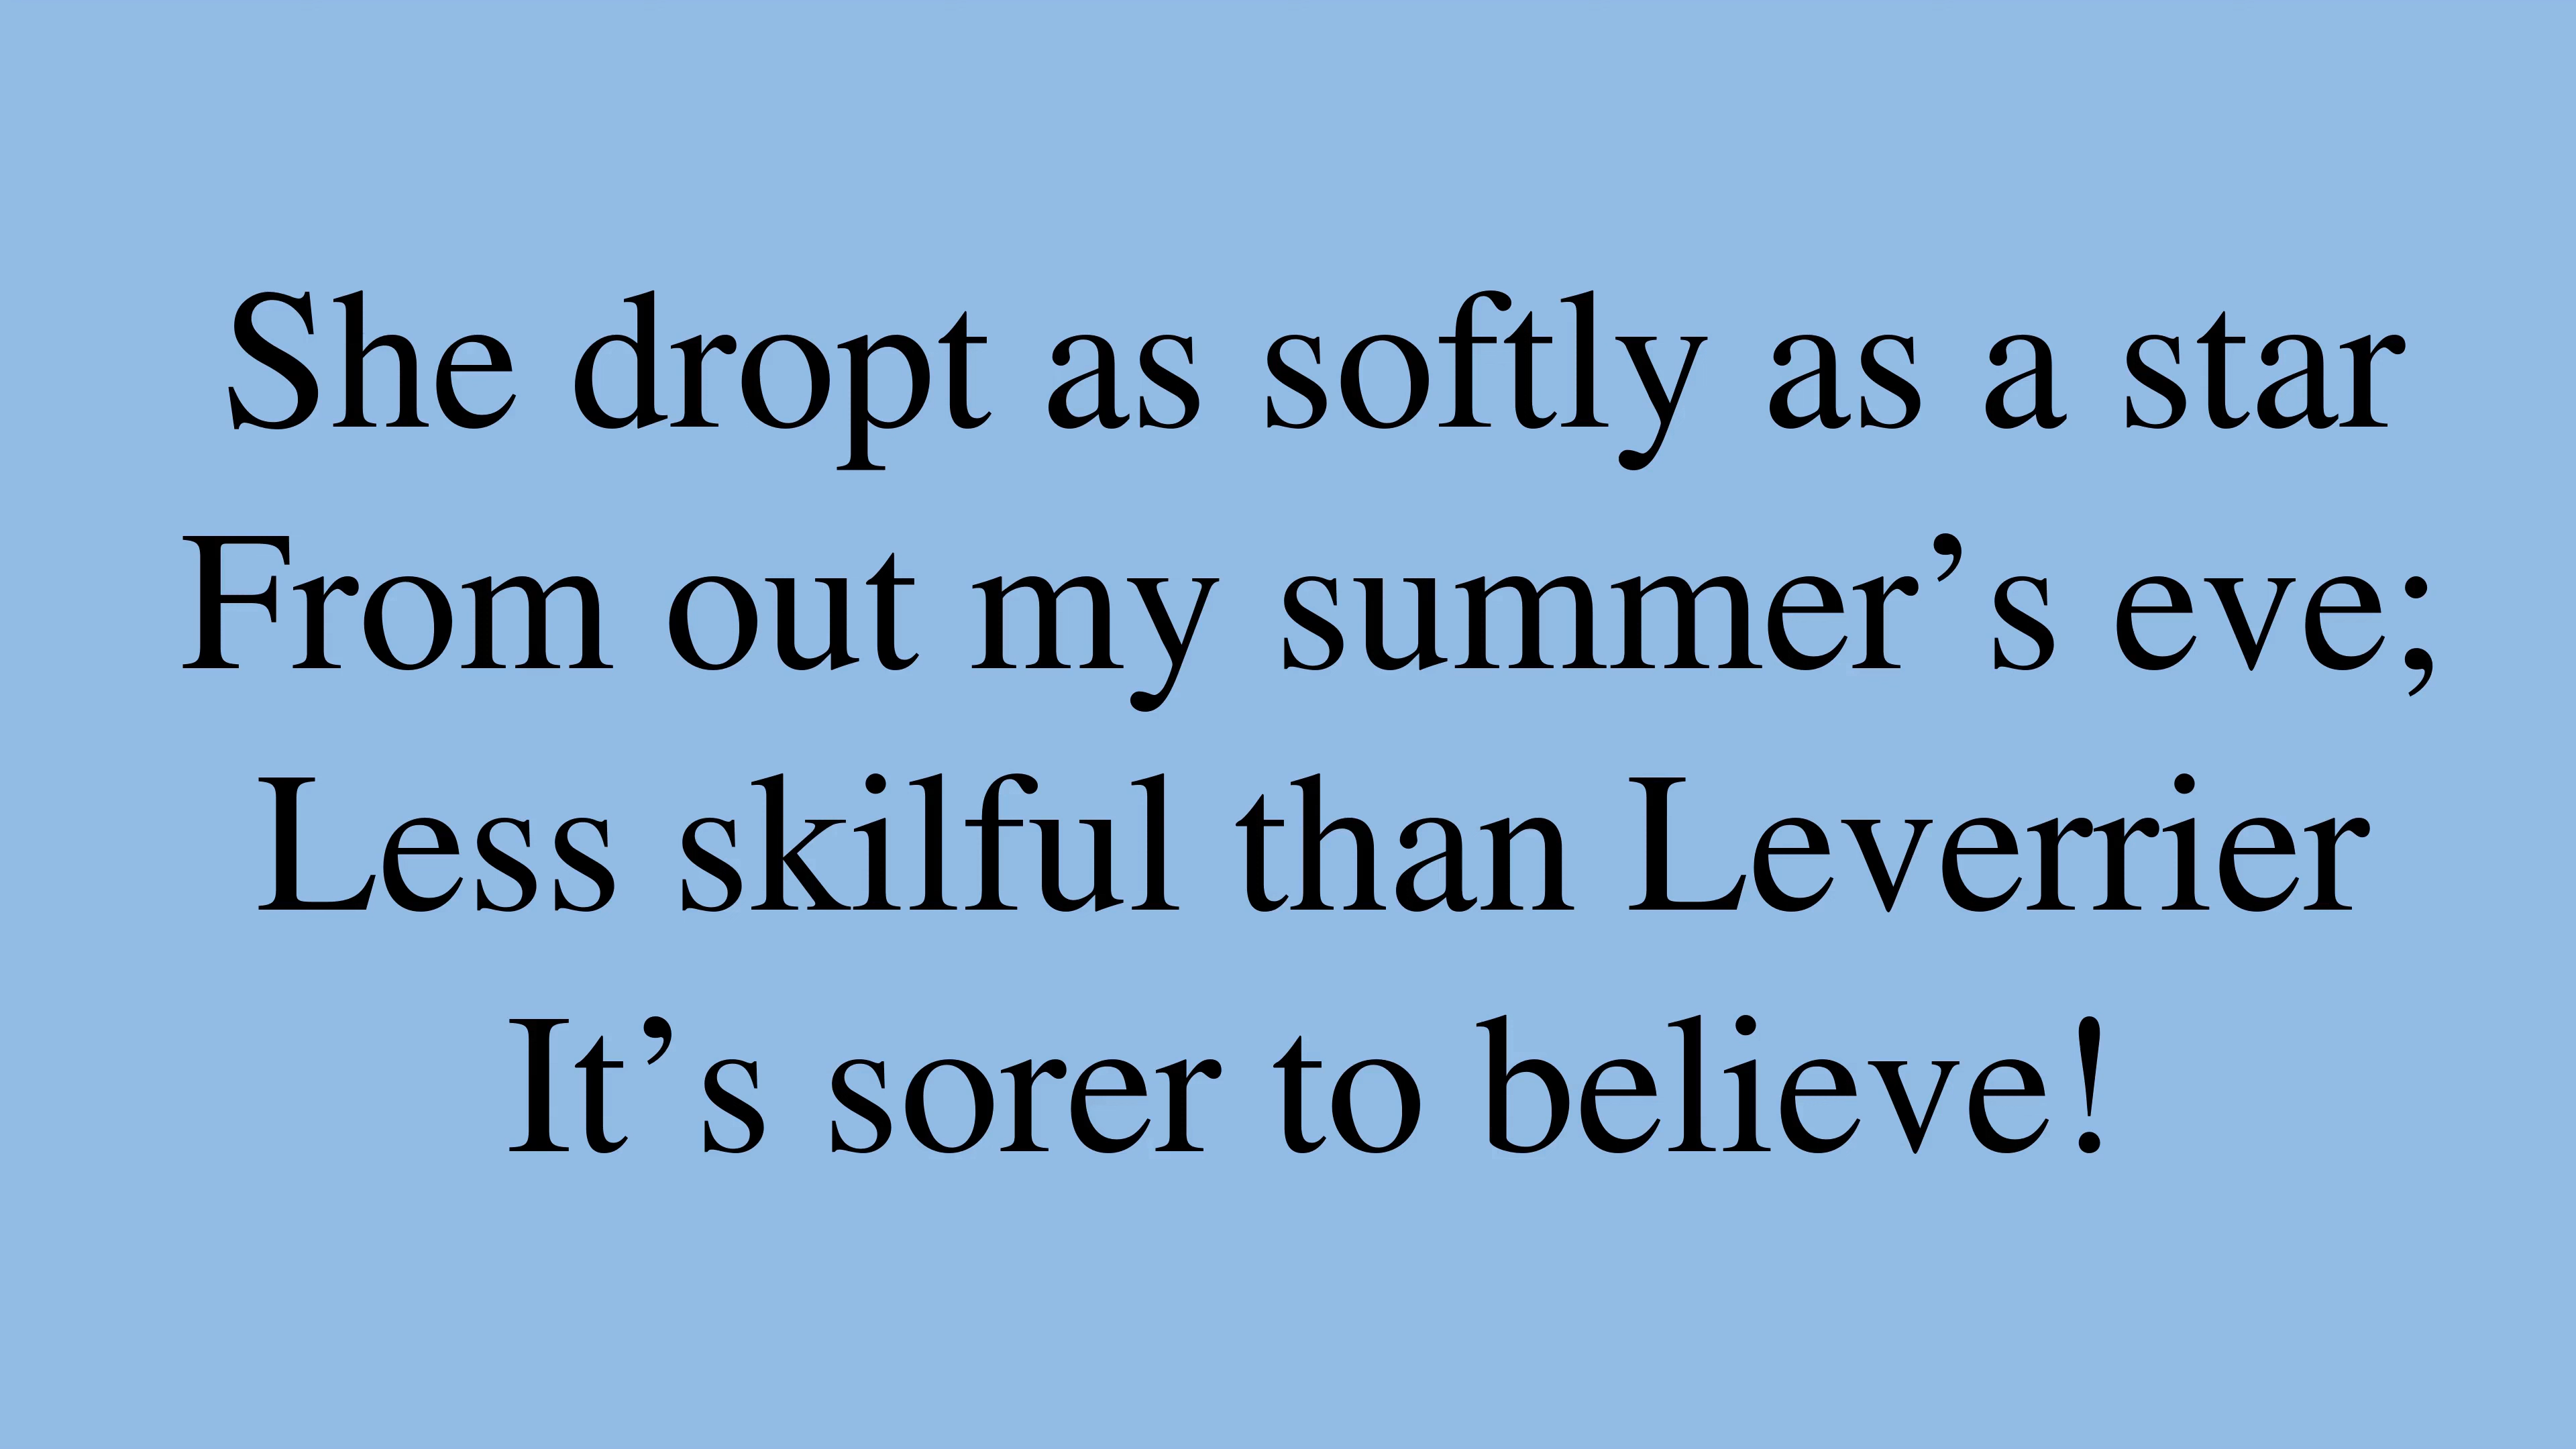 She dropt as softly as a star
From out my summer’s eve;
Less skilful than Leverrier
It’s sorer to believe!